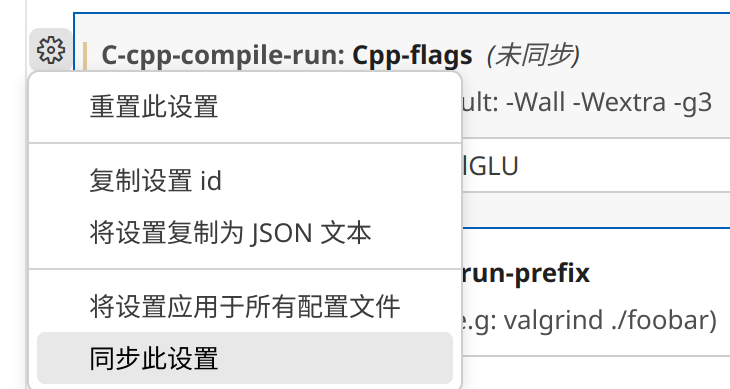 C-cpp-compile-run: Cpp-flags (未同步)
重置此设置
ult: -Wall -Wextra -g3
lGLU
复制设置 id
将设置复制为 JSON 文本
run-prefix
将设置应用于所有配置文件
e.g: valgrind ./foobar)
同步此设置